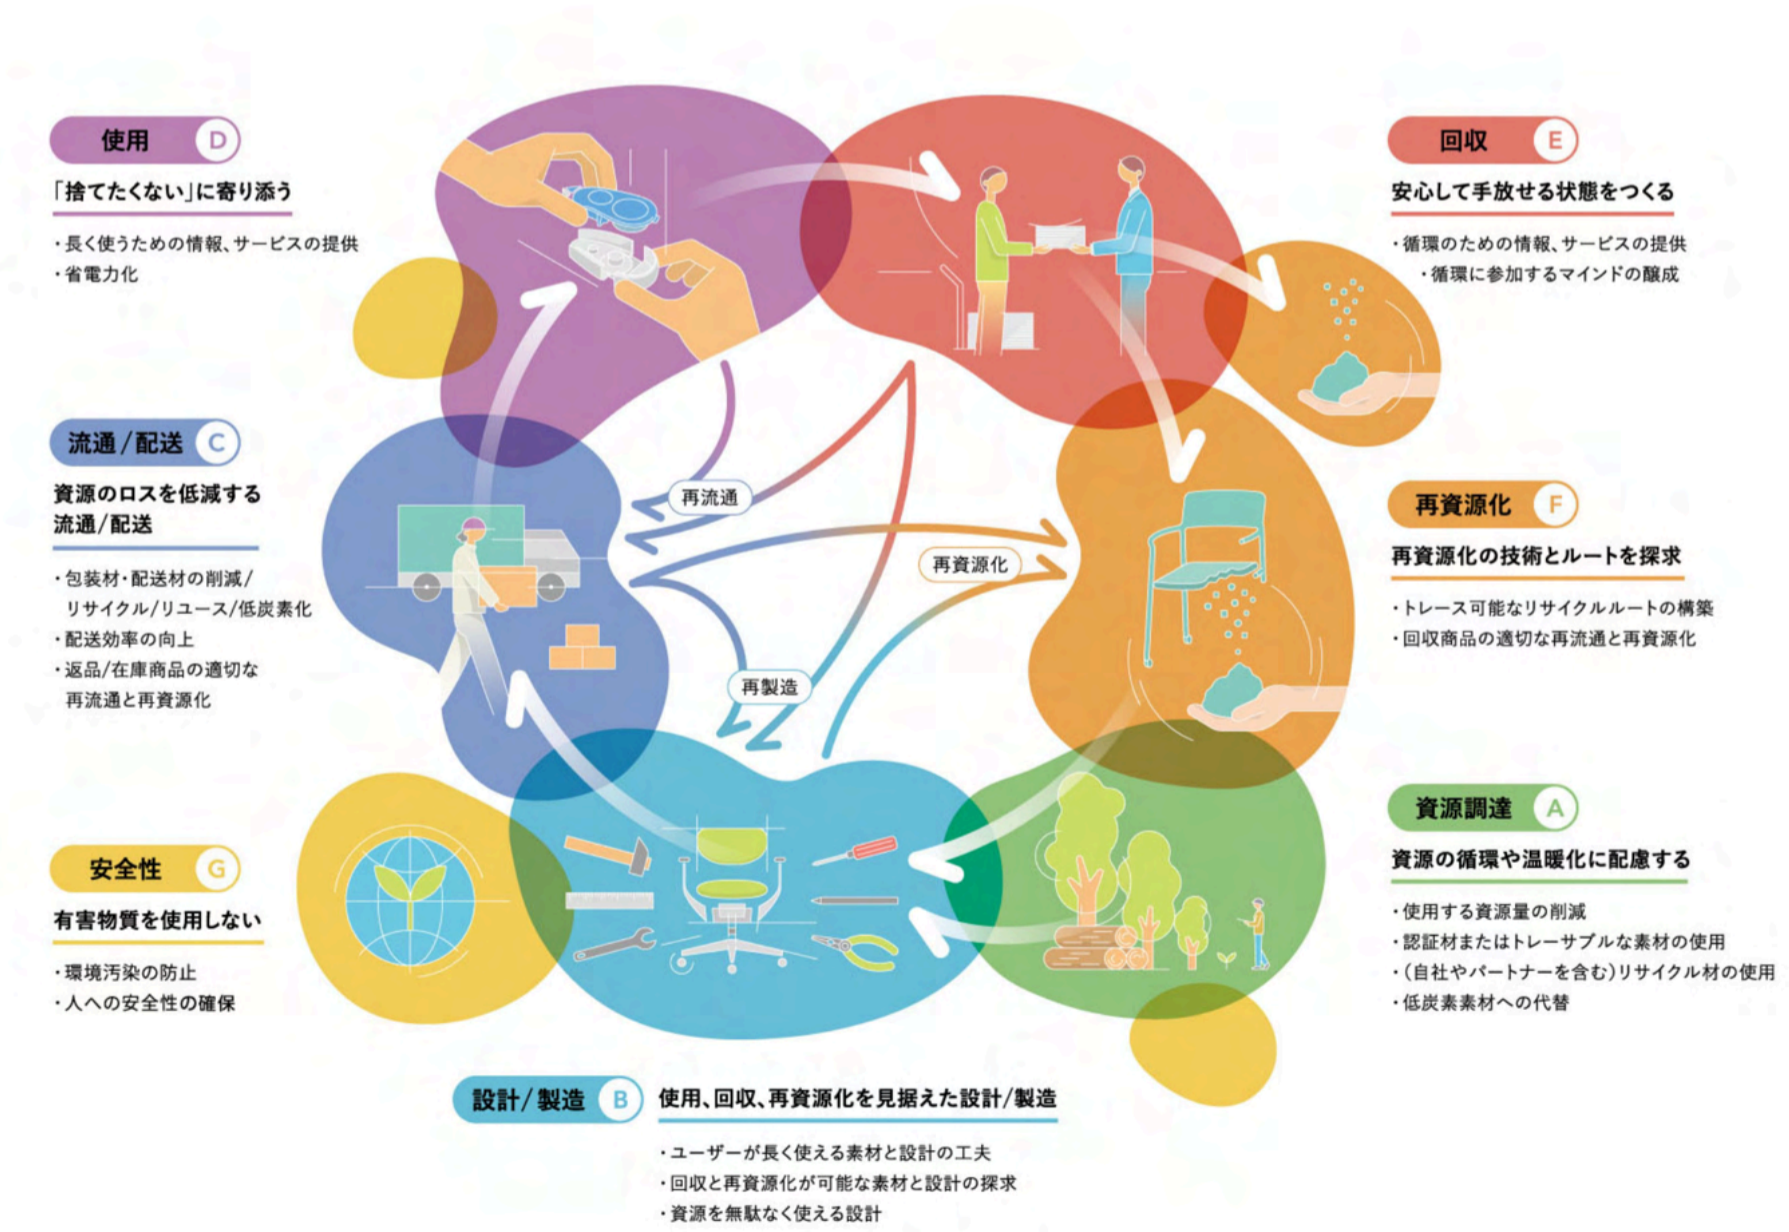 使用 D
「捨てたくない」に寄り添う
・長く使うための情報、サービスの提供
・省電力化
回収 E
安心して手放せる状態をつくる
・循環のための情報、サービスの提供
・循環に参加するマインドの醸成
流通/配送 C
資源のロスを低減する
流通/配送
・包装材・配送材の削減/
リサイクル/リユース/低炭素化
・配送効率の向上
・返品/在庫商品の適切な
再流通と再資源化
再流通
再資源化
再製造
再資源化 F
再資源化の技術とルートを探求
・トレース可能なリサイクルルートの構築
・回収商品の適切な再流通と再資源化
資源調達 A
資源の循環や温暖化に配慮する
・使用する資源量の削減
・認証材またはトレーサブルな素材の使用
・(自社やパートナーを含む)リサイクル材の使用
・低炭素素材への代替
安全性 G
有害物質を使用しない
・環境汚染の防止
・人への安全性の確保
設計/製造 B
使用、回収、再資源化を見据えた設計/製造
・ユーザーが長く使える素材と設計の工夫
・回収と再資源化が可能な素材と設計の探求
・資源を無駄なく使える設計